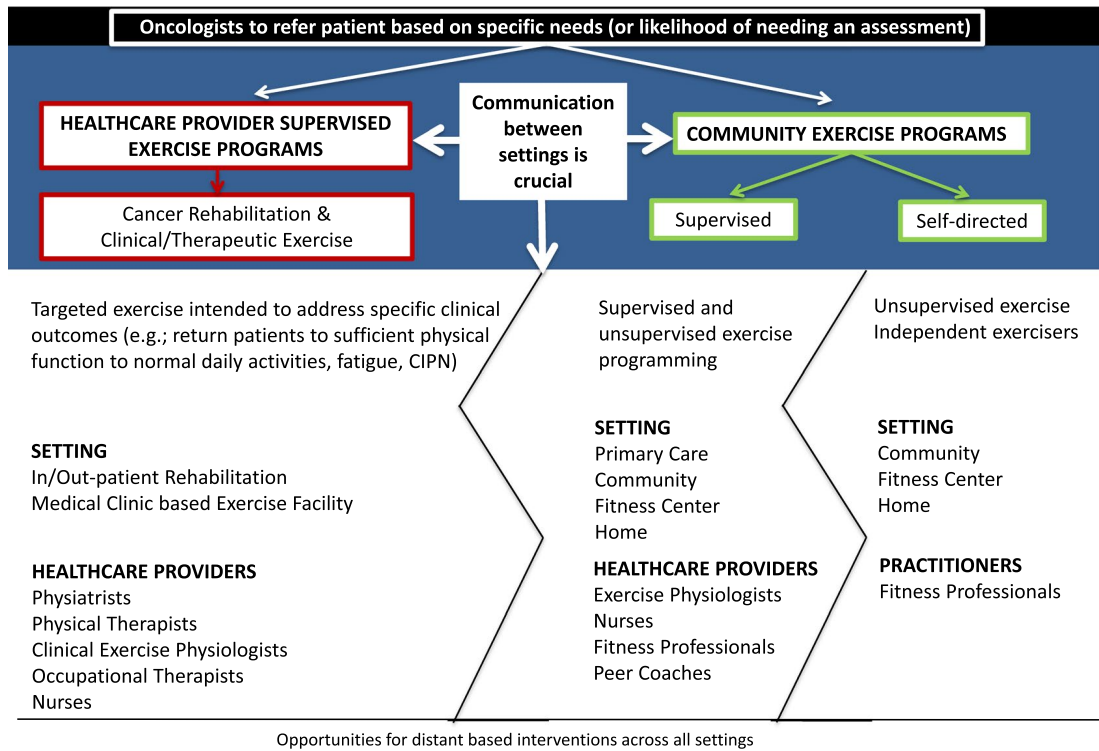 Oncologists to refer patient based on specific needs (or likelihood of needing an assessment)
HEALTHCARE PROVIDER SUPERVISED
EXERCISE PROGRAMS
Communication
between
settings is
crucial
COMMUNITY EXERCISE PROGRAMS
Cancer Rehabilitation &
Clinical/Therapeutic Exercise
Supervised
Self-directed
Targeted exercise intended to address specific clinical
outcomes (e.g.; return patients to sufficient physical
function to normal daily activities, fatigue, CIPN)
SETTING
In/Out-patient Rehabilitation
Medical Clinic based Exercise Facility
HEALTHCARE PROVIDERS
Physiatrists
Physical Therapists
Clinical Exercise Physiologists
Occupational Therapists
Nurses
Supervised and
unsupervised exercise
programming
SETTING
Primary Care
Community
Fitness Center
Home
HEALTHCARE PROVIDERS
Exercise Physiologists
Nurses
Fitness Professionals
Peer Coaches
Unsupervised exercise
Independent exercisers
SETTING
Community
Fitness Center
Home
PRACTITIONERS
Fitness Professionals
Opportunities for distant based interventions across all settings